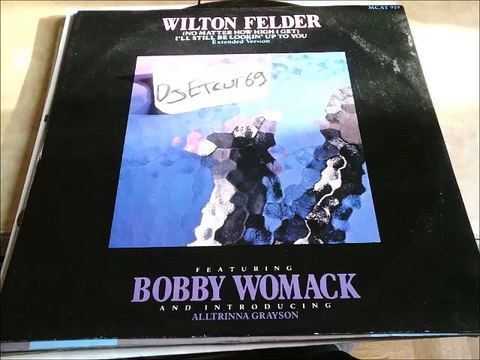 MCAT 919
WILTON FELDER
(NO MATTER HOW HIGH I GET)
I'LL STILL BE LOOKIN' UP TO YOU
Extended Version
DjEtcur69
FEATURING
BOBBY WOMACK
AND INTRODUCING
ALLTRINNA GRAYSON